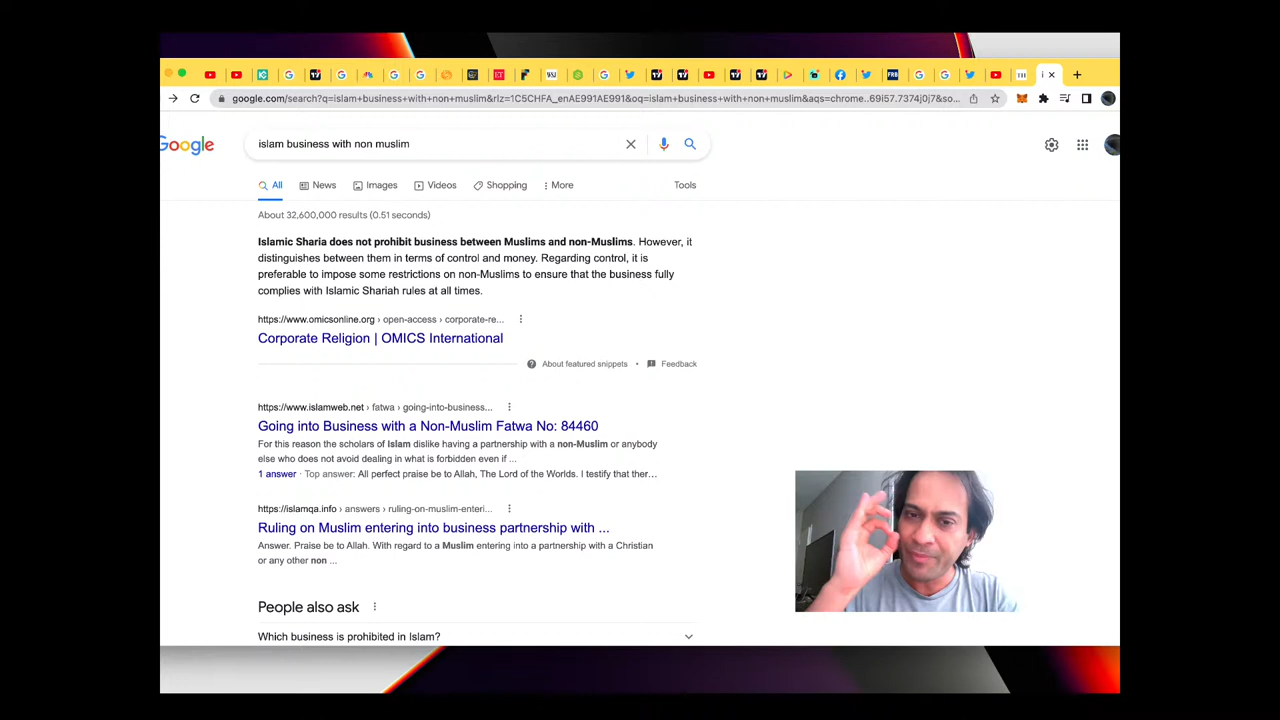 google.com/search?q=islam+business+with+non+muslim&rlz=1C5CHFA_enAE991AE991&oq=islam+business+with+non+muslim&aqs=chrome..69i57.7374j0j7&so...
Google
islam business with non muslim
All
News
Images
Videos
Shopping
More
Tools
About 32,600,000 results (0.51 seconds)
Islamic Sharia does not prohibit business between Muslims and non-Muslims. However, it
distinguishes between them in terms of control and money. Regarding control, it is
preferable to impose some restrictions on non-Muslims to ensure that the business fully
complies with Islamic Shariah rules at all times.
https://www.omicsonline.org › open-access › corporate-re...
Corporate Religion | OMICS International
About featured snippets • Feedback
https://www.islamweb.net › fatwa › going-into-business...
Going into Business with a Non-Muslim Fatwa No: 84460
For this reason the scholars of Islam dislike having a partnership with a non-Muslim or anybody
else who does not avoid dealing in what is forbidden even if ...
1 answer · Top answer: All perfect praise be to Allah, The Lord of the Worlds. I testify that ther...
https://islamqa.info › answers › ruling-on-muslim-enteri...
Ruling on Muslim entering into business partnership with ...
Answer. Praise be to Allah. With regard to a Muslim entering into a partnership with a Christian
or any other non ...
People also ask
Which business is prohibited in Islam?